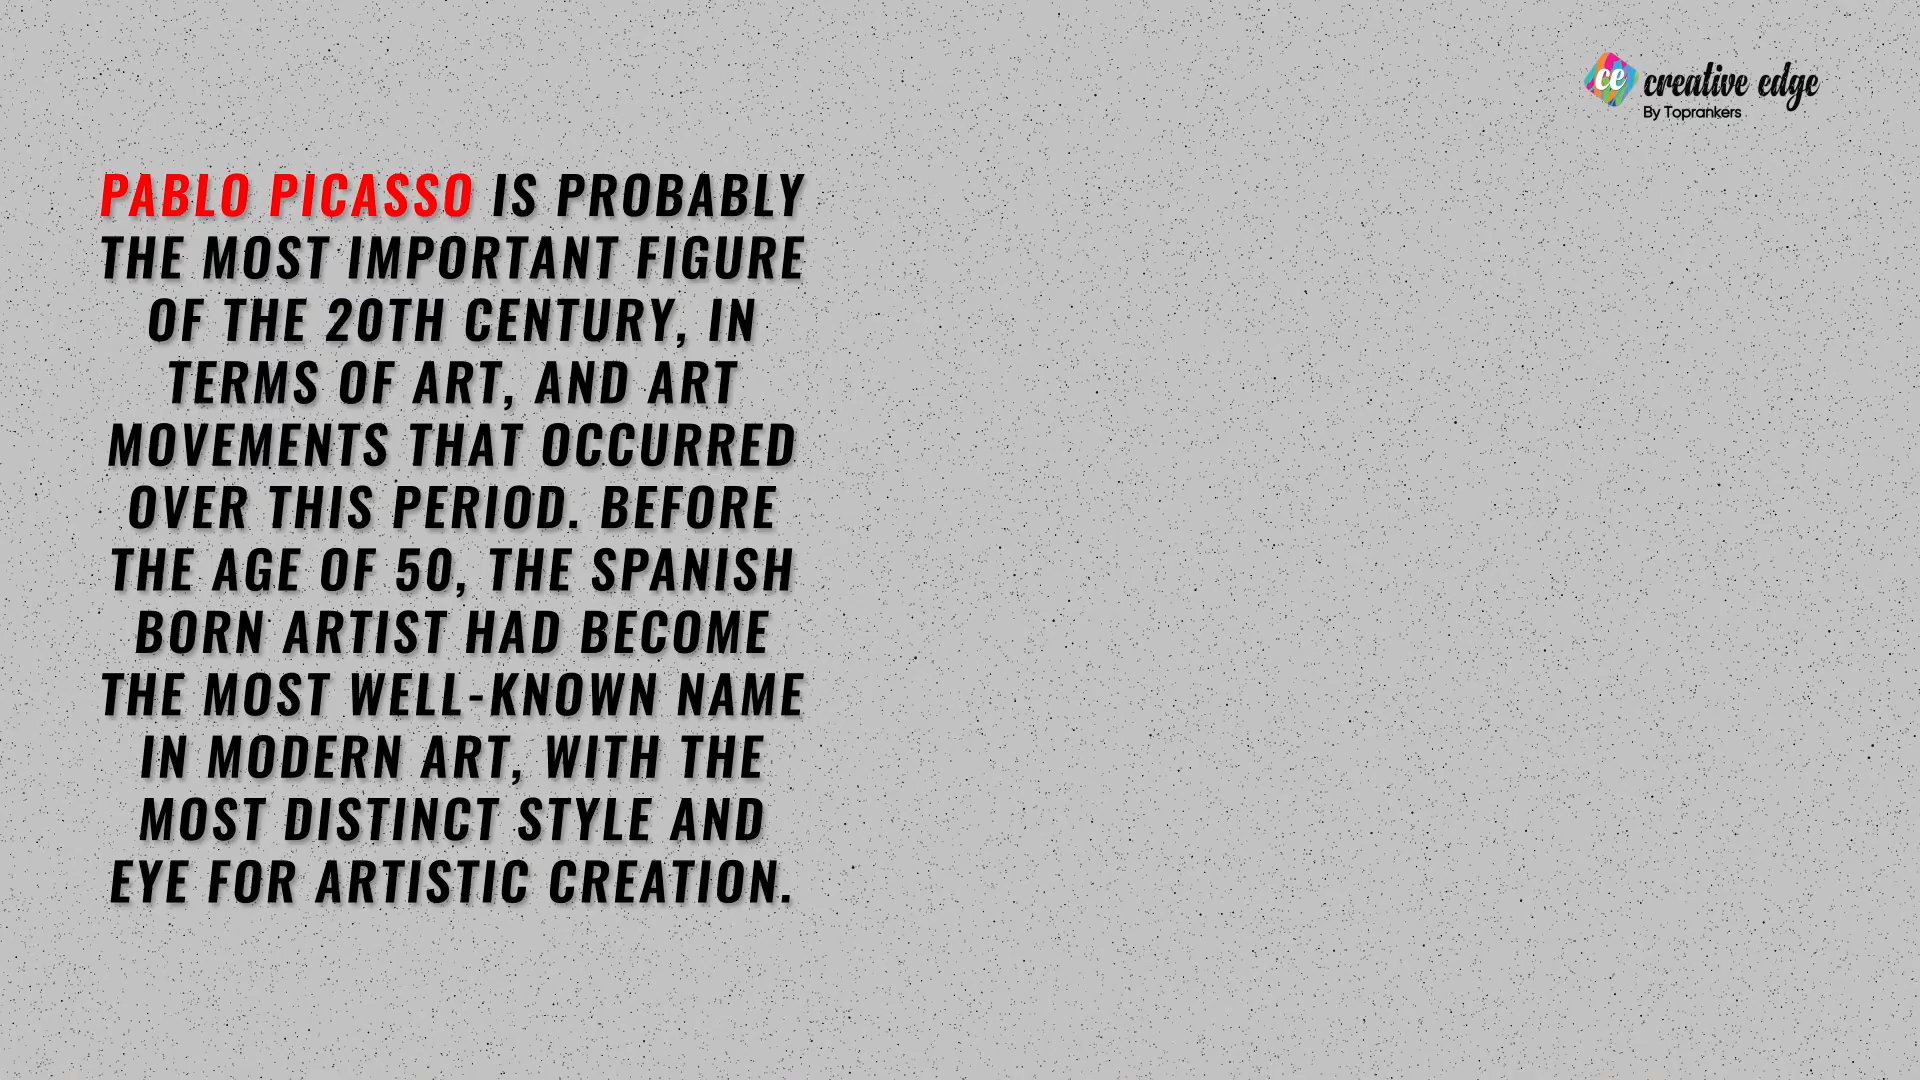 ce creative edge
By Toprankers
PABLO PICASSO IS PROBABLY
THE MOST IMPORTANT FIGURE
OF THE 20TH CENTURY, IN
TERMS OF ART, AND ART
MOVEMENTS THAT OCCURRED
OVER THIS PERIOD. BEFORE
THE AGE OF 50, THE SPANISH
BORN ARTIST HAD BECOME
THE MOST WELL-KNOWN NAME
IN MODERN ART, WITH THE
MOST DISTINCT STYLE AND
EYE FOR ARTISTIC CREATION.